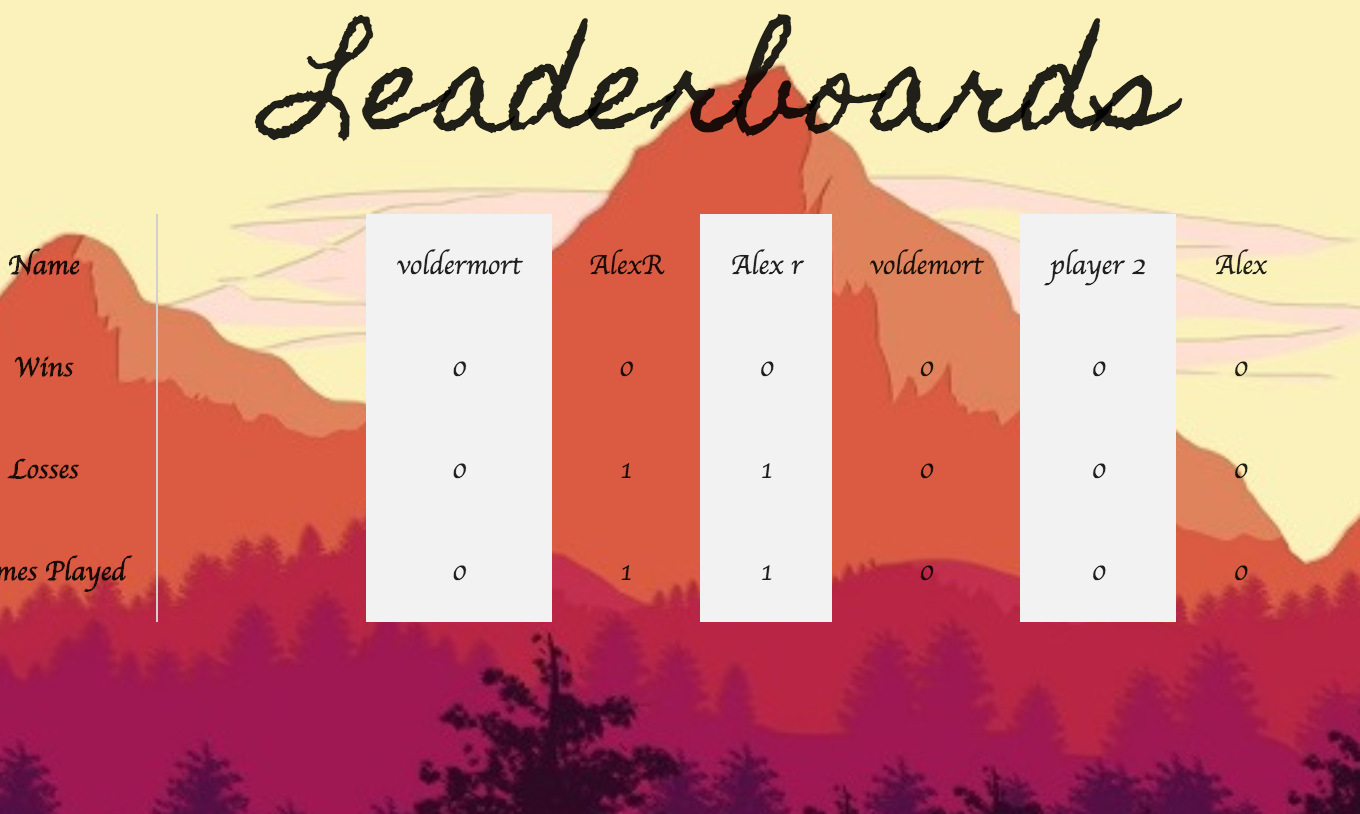 Leaderboards
Name voldermort AlexR Alex r voldemort player 2 Alex
Wins 0 0 0 0 0 0
Losses 0 1 1 0 0 0
mes Played 0 1 1 0 0 0